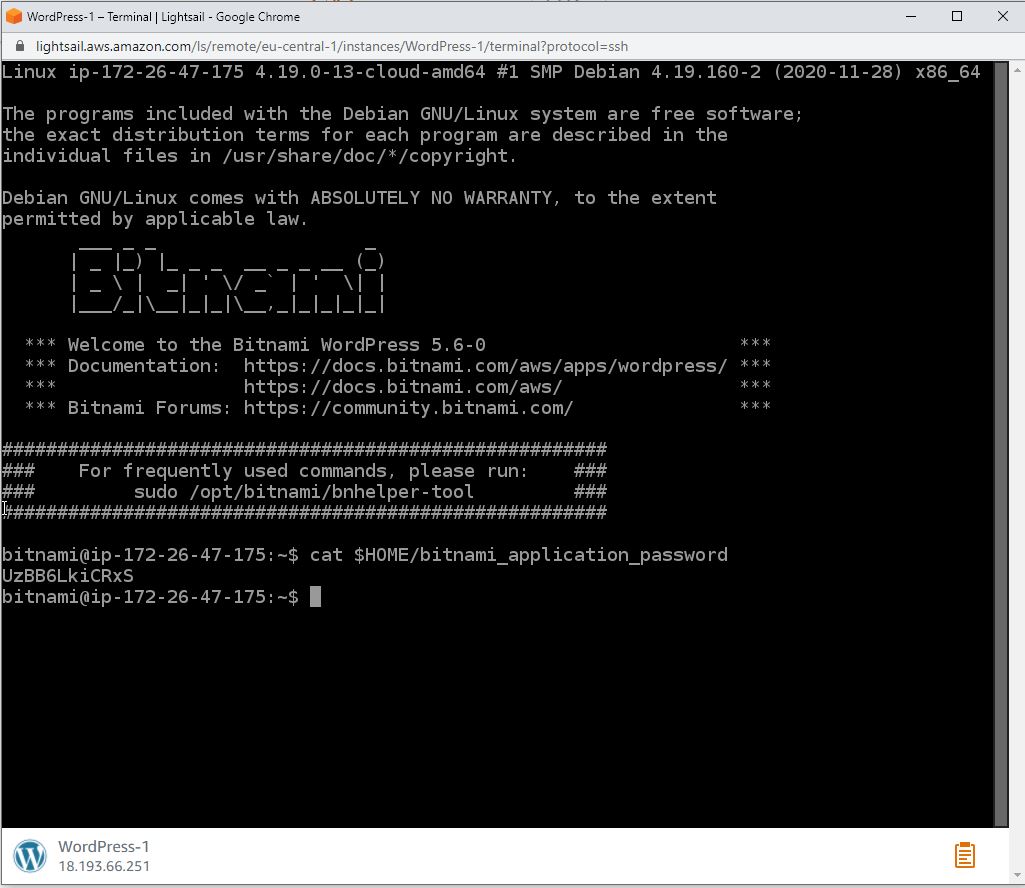 WordPress-1 – Terminal | Lightsail - Google Chrome
lightsail.aws.amazon.com/ls/remote/eu-central-1/instances/WordPress-1/terminal?protocol=ssh
Linux ip-172-26-47-175 4.19.0-13-cloud-amd64 #1 SMP Debian 4.19.160-2 (2020-11-28) x86_64
The programs included with the Debian GNU/Linux system are free software;
the exact distribution terms for each program are described in the
individual files in /usr/share/doc/*/copyright.
Debian GNU/Linux comes with ABSOLUTELY NO WARRANTY, to the extent
permitted by applicable law.
Bitnami
*** Welcome to the Bitnami WordPress 5.6-0 ***
*** Documentation: https://docs.bitnami.com/aws/apps/wordpress/ ***
*** https://docs.bitnami.com/aws/ ***
*** Bitnami Forums: https://community.bitnami.com/ ***
#######################################################
### For frequently used commands, please run: ###
### sudo /opt/bitnami/bnhelper-tool ###
#######################################################
bitnami@ip-172-26-47-175:~$ cat $HOME/bitnami_application_password
UzBB6LkiCRxS
bitnami@ip-172-26-47-175:~$
WordPress-1
18.193.66.251